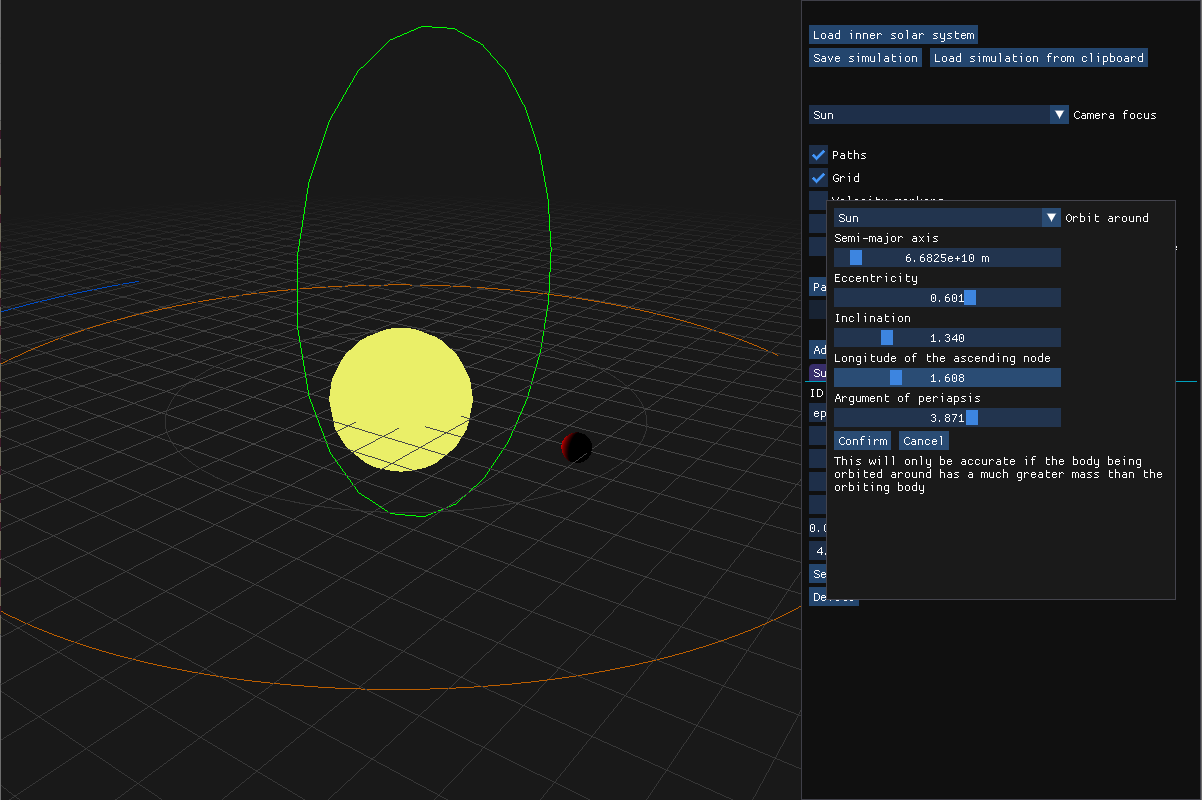 Load inner solar system
Save simulation Load simulation from clipboard
Sun Camera focus
Paths
Grid
Sun Orbit around
Semi-major axis
6.6825e+10 m
Eccentricity
0.601
Inclination
1.340
Longitude of the ascending node
1.608
Argument of periapsis
3.871
Confirm Cancel
This will only be accurate if the body being
orbited around has a much greater mass than the
orbiting body
Pa
Ad
Su
ID
ep
0.0
4.
Se